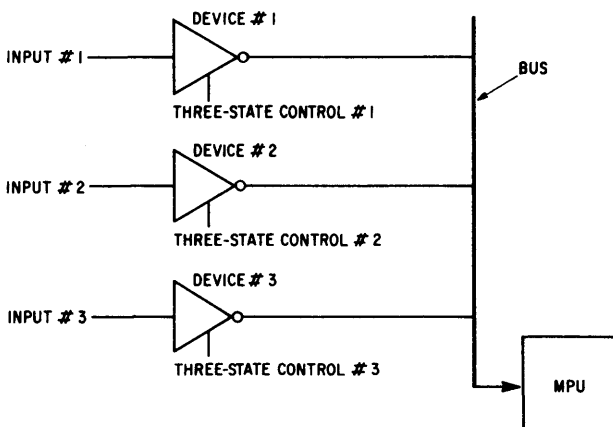 DEVICE #1
INPUT #1
BUS
THREE-STATE CONTROL #1
DEVICE #2
INPUT #2
THREE-STATE CONTROL #2
DEVICE #3
INPUT #3
THREE-STATE CONTROL #3
MPU